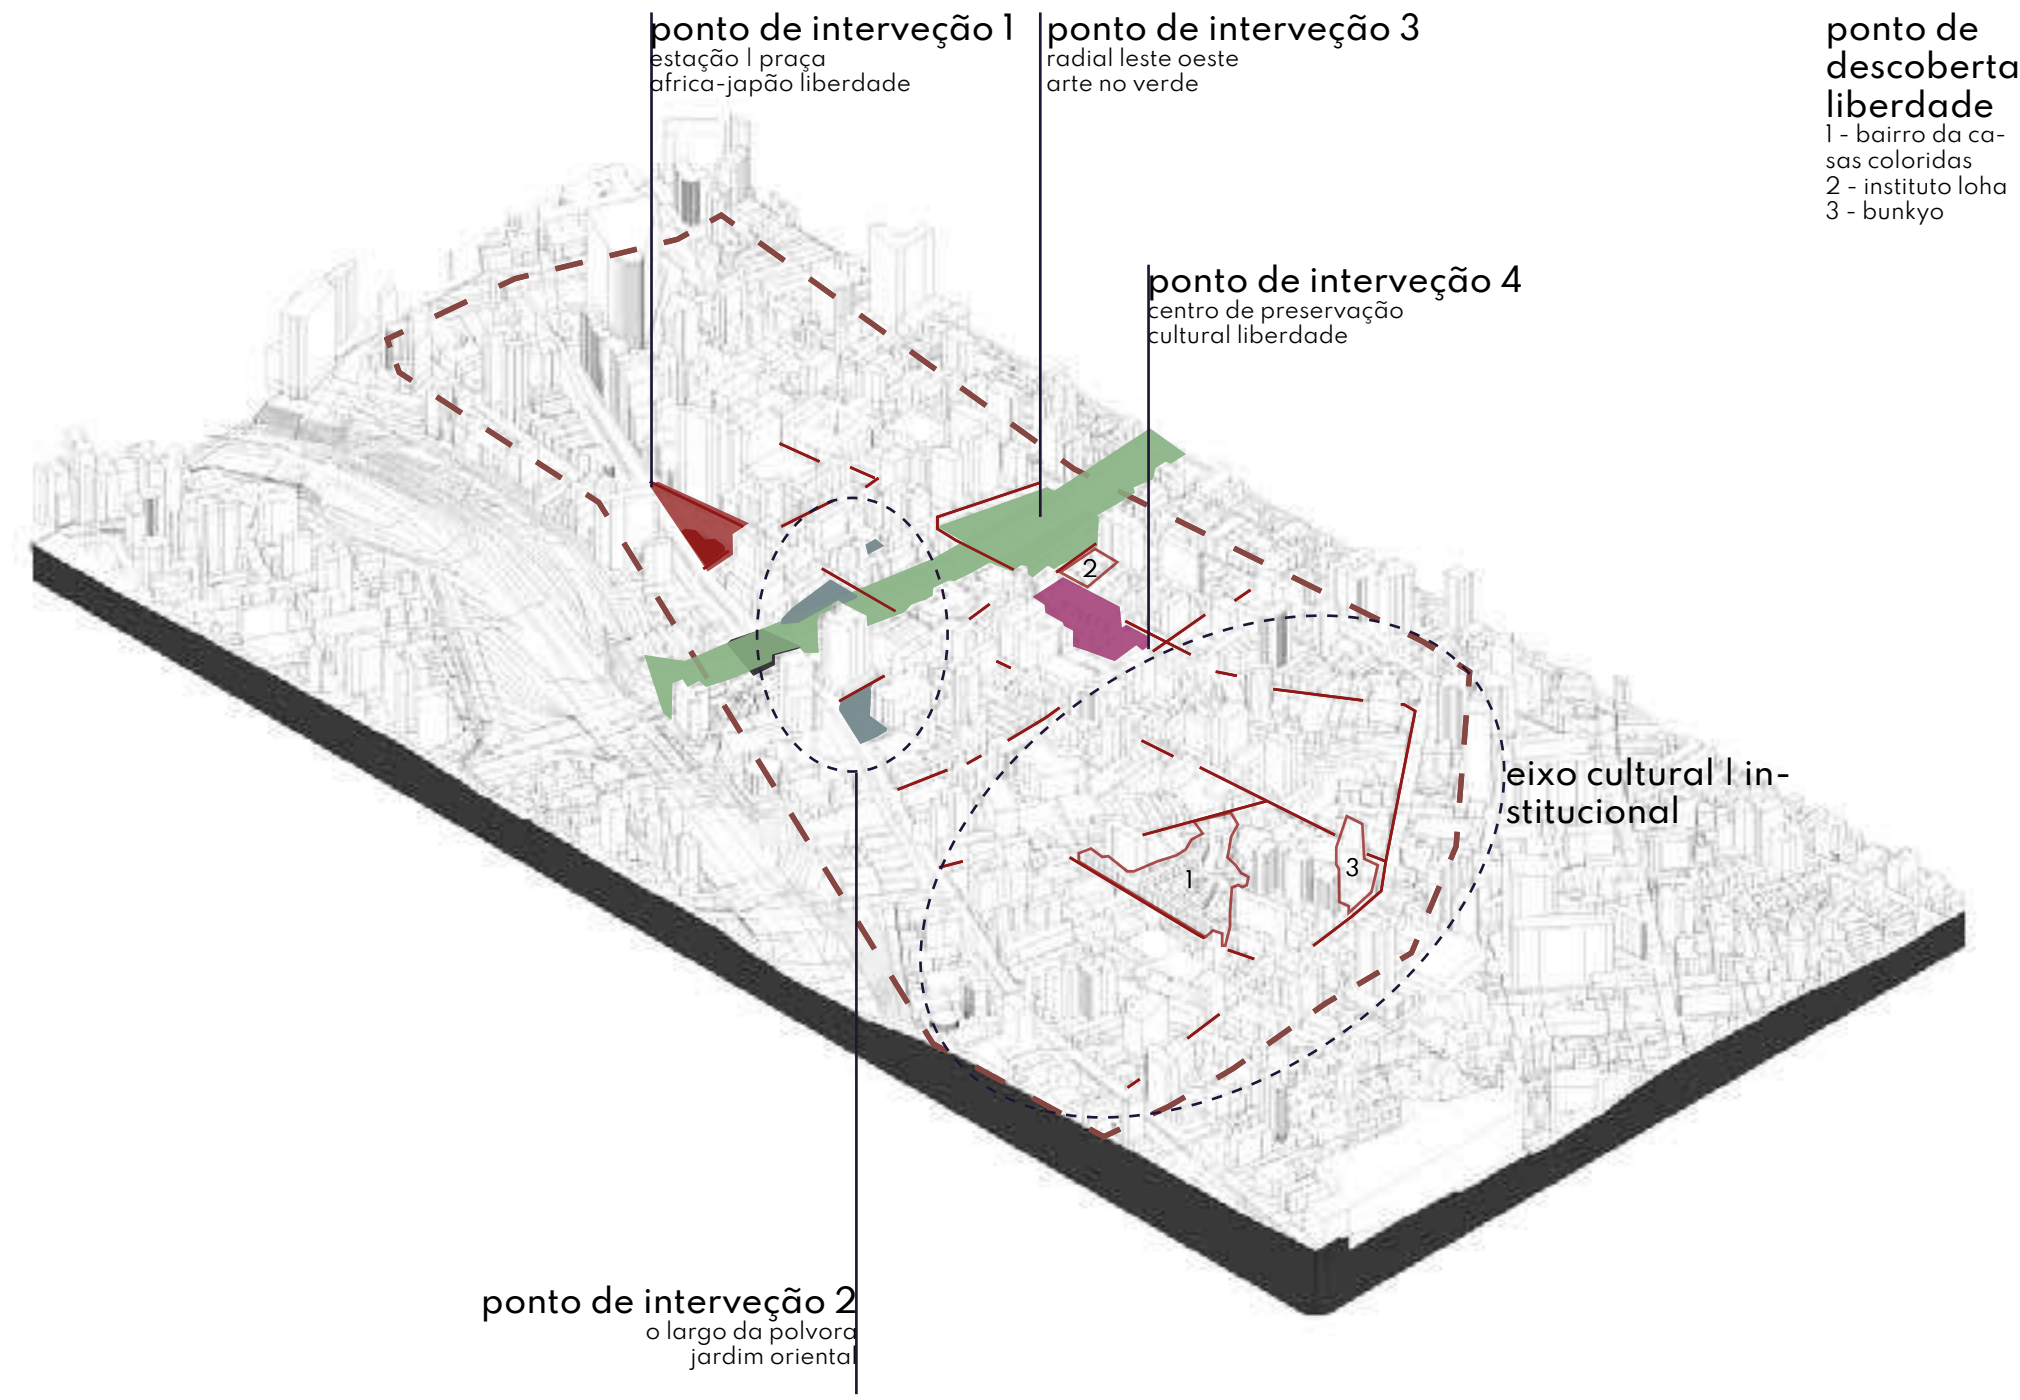 ponto de interveção 1
estação | praça
africa-japão liberdade
ponto de interveção 3
radial leste oeste
arte no verde
ponto de
descoberta
liberdade
1 - bairro da ca-
sas coloridas
2 - instituto loha
3 - bunkyo
ponto de interveção 4
centro de preservação
cultural liberdade
2
eixo cultural | in-
stitucional
3
1
ponto de interveção 2
o largo da polvora
jardim oriental